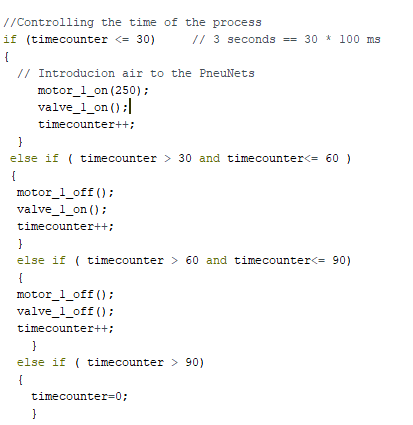 //Controlling the time of the process
if (timecounter <= 30)     // 3 seconds == 30 * 100 ms
{
  // Introducion air to the PneuNets
     motor_1_on(250);
     valve_1_on();
     timecounter++;
  }
 else if ( timecounter > 30 and timecounter<= 60 )
 {
  motor_1_off();
  valve_1_on();
  timecounter++;
  }
  else if ( timecounter > 60 and timecounter<= 90)
  {
  motor_1_off();
  valve_1_off();
  timecounter++;
    }
  else if ( timecounter > 90)
  {
    timecounter=0;
    }